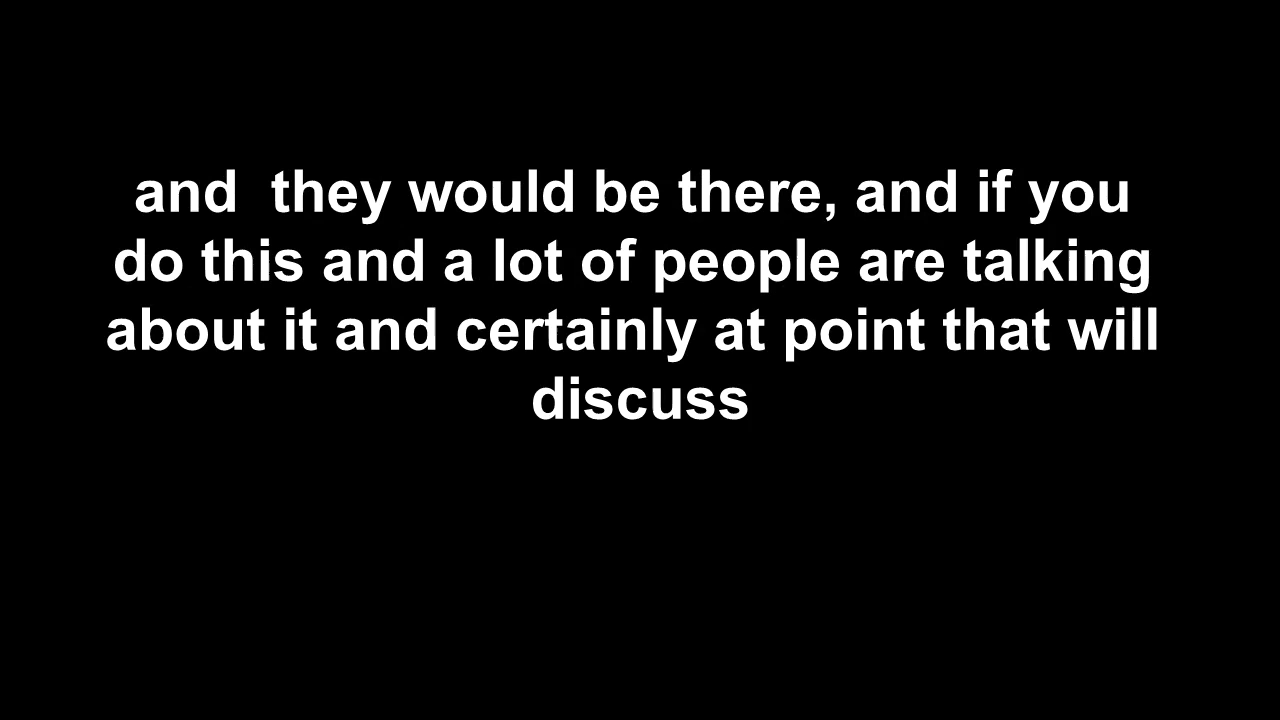 and  they would be there, and if you
do this and a lot of people are talking
about it and certainly at point that will
discuss